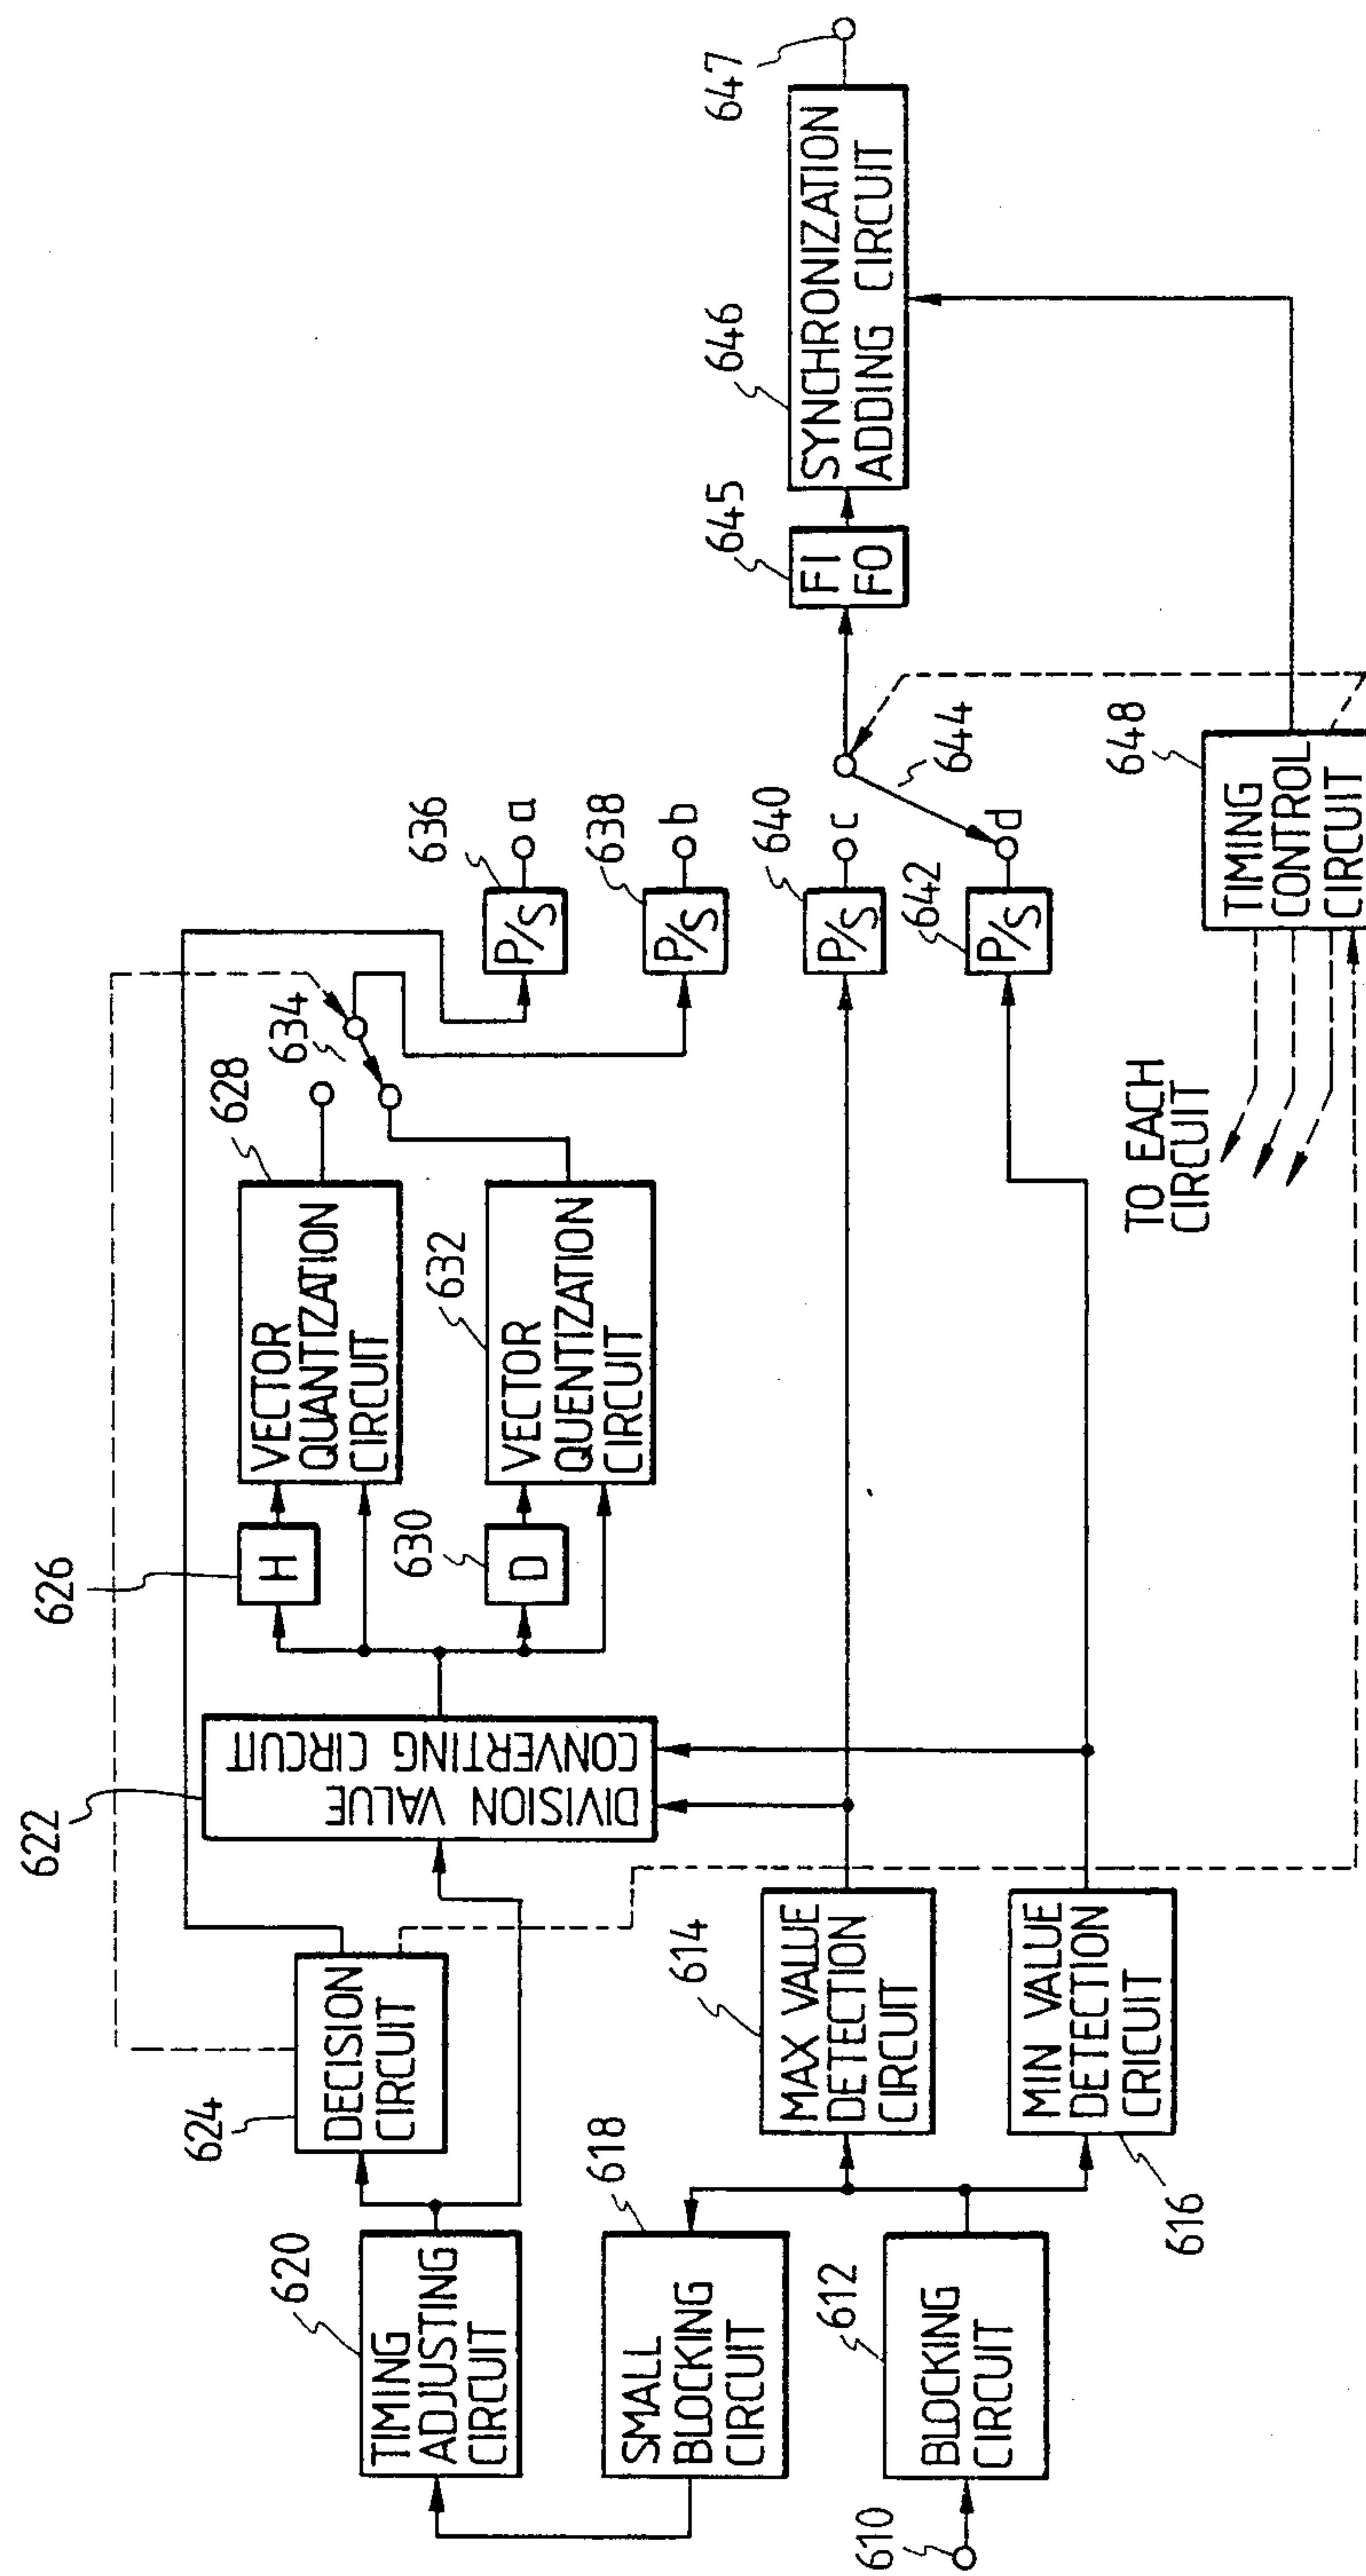 610
BLOCKING
CIRCUIT
612
SMALL
BLOCKING
CIRCUIT
618
TIMING
ADJUSTING
CIRCUIT
620
DECISION
CIRCUIT
624
MAX VALUE
DETECTION
CIRCUIT
614
MIN VALUE
DETECTION
CRICUIT
616
DIVISION VALUE
CONVERTING CIRCUIT
622
H
626
D
630
VECTOR
QUANTIZATION
CIRCUIT
628
VECTOR
QUENTIZATION
CIRCUIT
632
634
P/S
636
a
P/S
638
b
P/S
640
c
P/S
642
d
644
FI
FO
645
SYNCHRONIZATION
ADDING CIRCUIT
646
647
TIMING
CONTROL
CIRCUIT
648
TO EACH
CIRCUIT